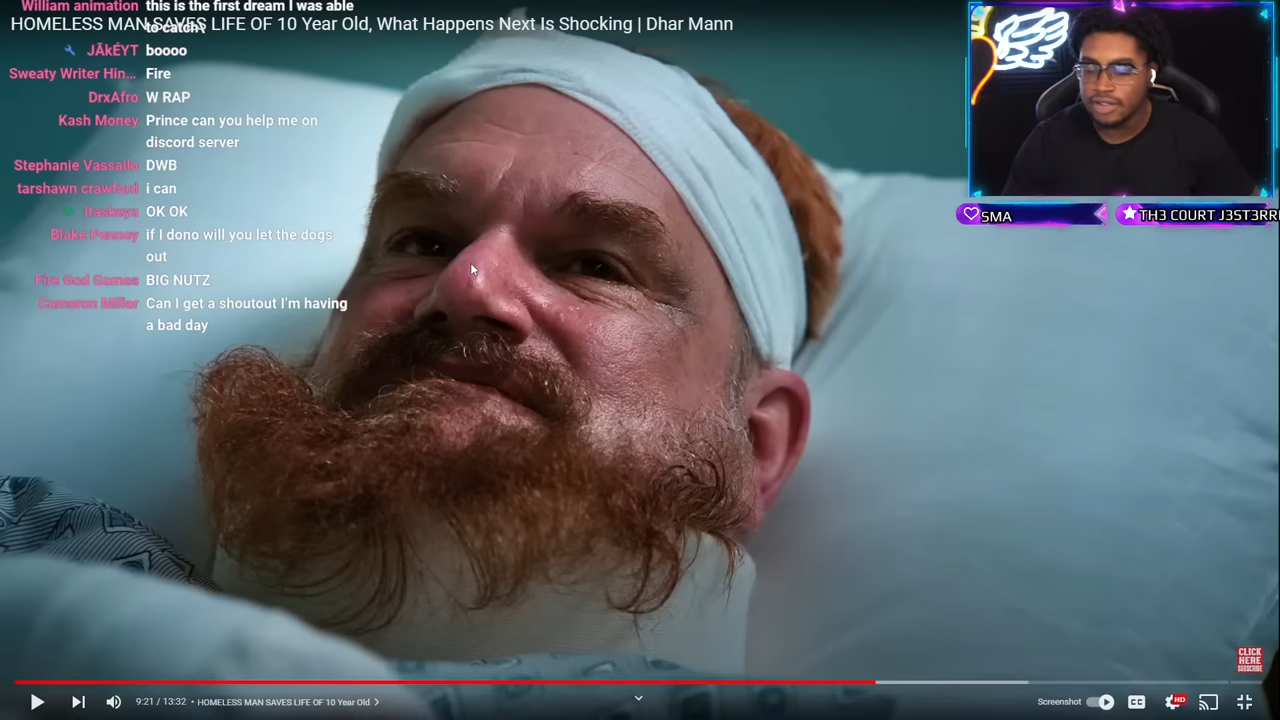 William animation this is the first dream I was able
to catch\
HOMELESS MAN SAVES LIFE OF 10 Year Old, What Happens Next Is Shocking | Dhar Mann
JÃkÉYT boooo
Sweaty Writer Hin... Fire
DrxAfro W RAP
Kash Money Prince can you help me on
discord server
Stephanie Vassallo DWB
tarshawn crawford i can
Itaskeya OK OK
Blake Penney if I dono will you let the dogs
out
Fire God Games BIG NUTZ
Cameron Miller Can I get a shoutout I'm having
a bad day
SMA
TH3 C0URT J3ST3RR
CLICK
HERE
SUBSCRIBE
9:21 / 13:32 • HOMELESS MAN SAVES LIFE OF 10 Year Old
Screenshot
CC
HD